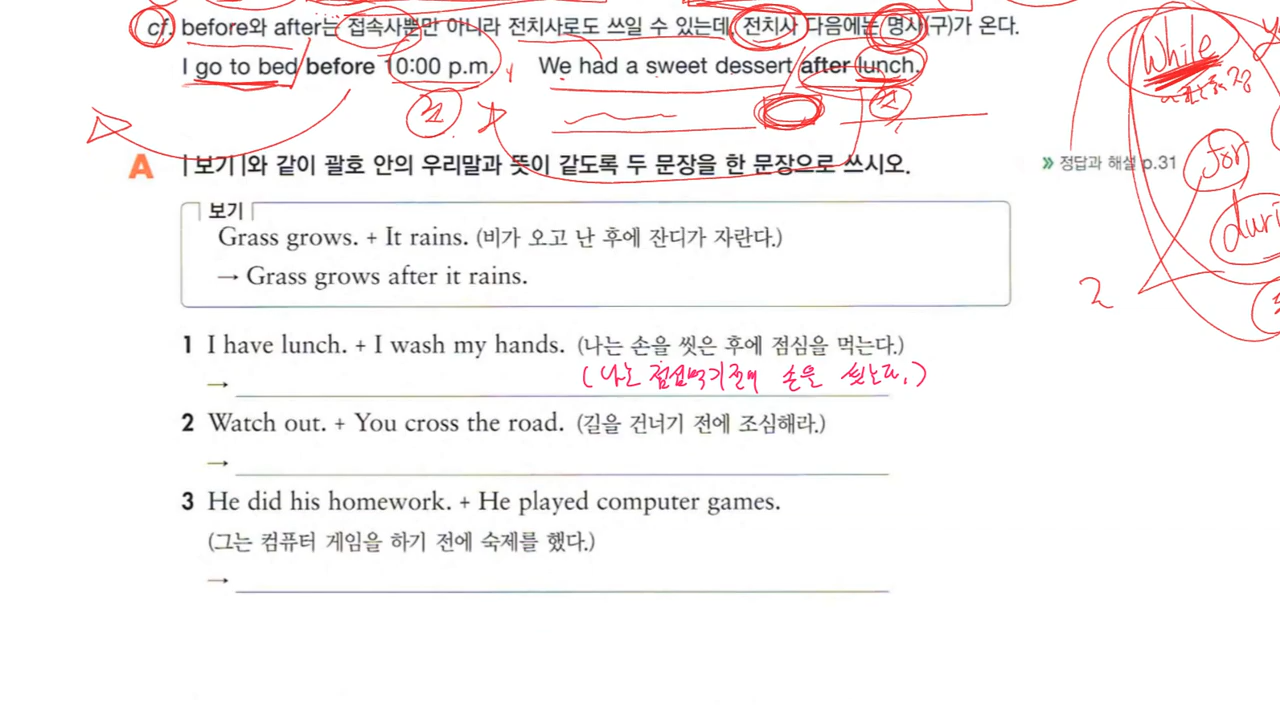 cf. before와 after는 접속사뿐만 아니라 전치사로도 쓰일 수 있는데, 전치사 다음에는 명사(구)가 온다.
I go to bed before 10:00 p.m. We had a sweet dessert after lunch.
While
전
전
A |보기|와 같이 괄호 안의 우리말과 뜻이 같도록 두 문장을 한 문장으로 쓰시오.
» 정답과 해설 p.31
for
보기
Grass grows. + It rains. (비가 오고 난 후에 잔디가 자란다.)
duri
→ Grass grows after it rains.
1 I have lunch. + I wash my hands. (나는 손을 씻은 후에 점심을 먹는다.)
→ (나는 점심먹기전에 손을 씻는다.)
2 Watch out. + You cross the road. (길을 건너기 전에 조심해라.)
→
3 He did his homework. + He played computer games.
(그는 컴퓨터 게임을 하기 전에 숙제를 했다.)
→